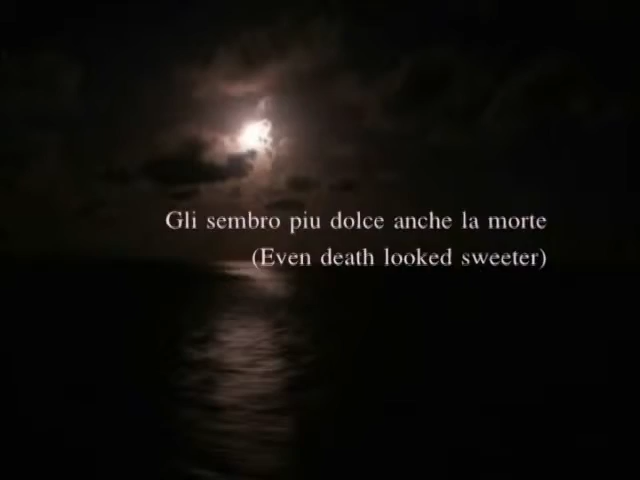 Gli sembro piu dolce anche la morte
(Even death looked sweeter)